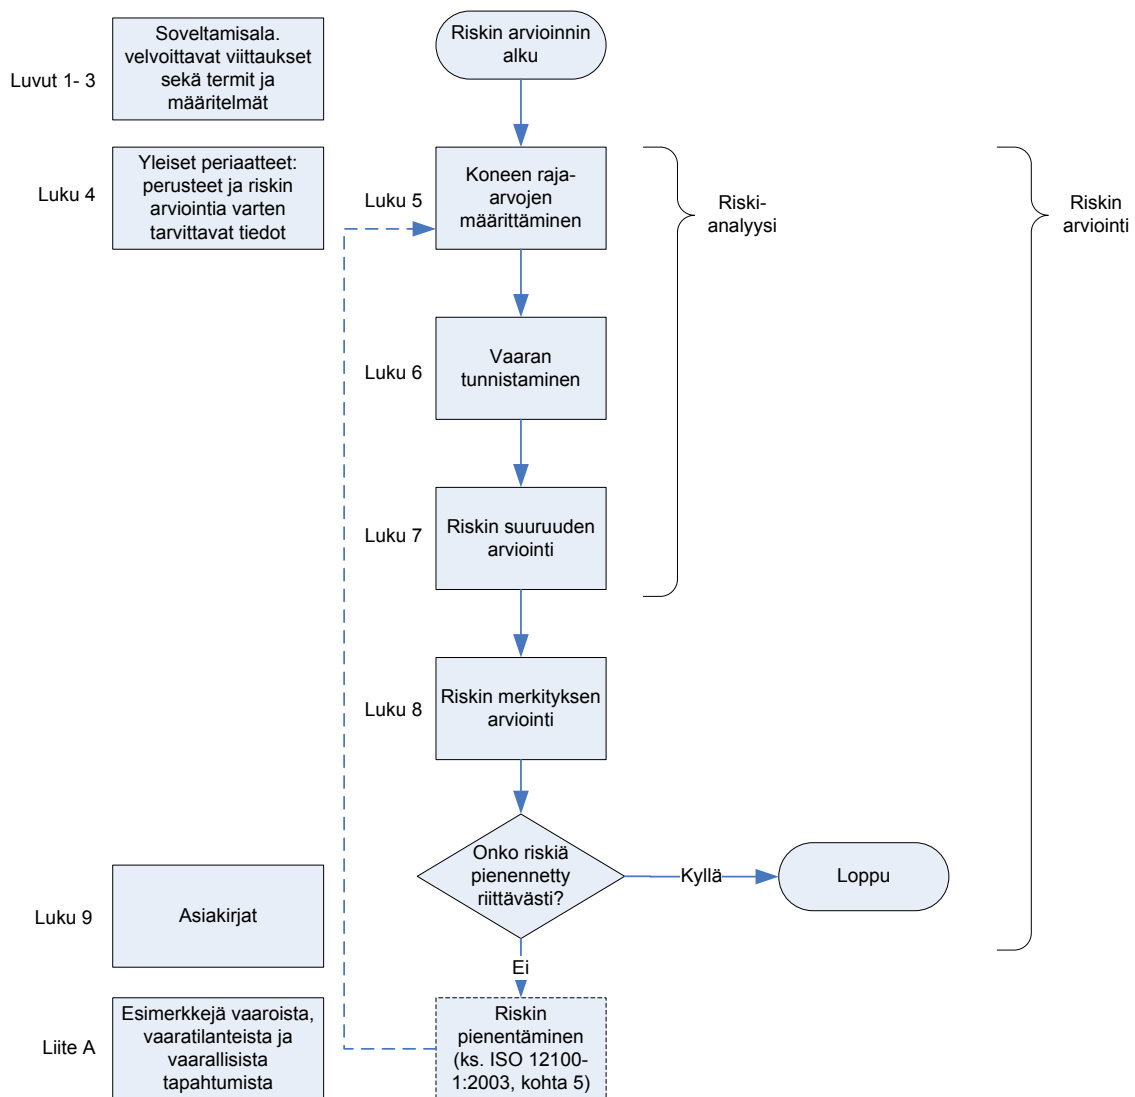 Luvut 1- 3
Soveltamisala.
velvoittavat viittaukset
sekä termit ja
määritelmät
Riskin arvioinnin
alku
Luku 4
Yleiset periaatteet:
perusteet ja riskin
arviointia varten
tarvittavat tiedot
Luku 5
Koneen raja-
arvojen
määrittäminen
Riski-
analyysi
Riskin
arviointi
Luku 6
Vaaran
tunnistaminen
Luku 7
Riskin suuruuden
arviointi
Luku 8
Riskin merkityksen
arviointi
Onko riskiä
pienennetty
riittävästi?
Kyllä
Loppu
Luku 9
Asiakirjat
Ei
Liite A
Esimerkkejä vaaroista,
vaaratilanteista ja
vaarallisista
tapahtumista
Riskin
pienentäminen
(ks. ISO 12100-
1:2003, kohta 5)